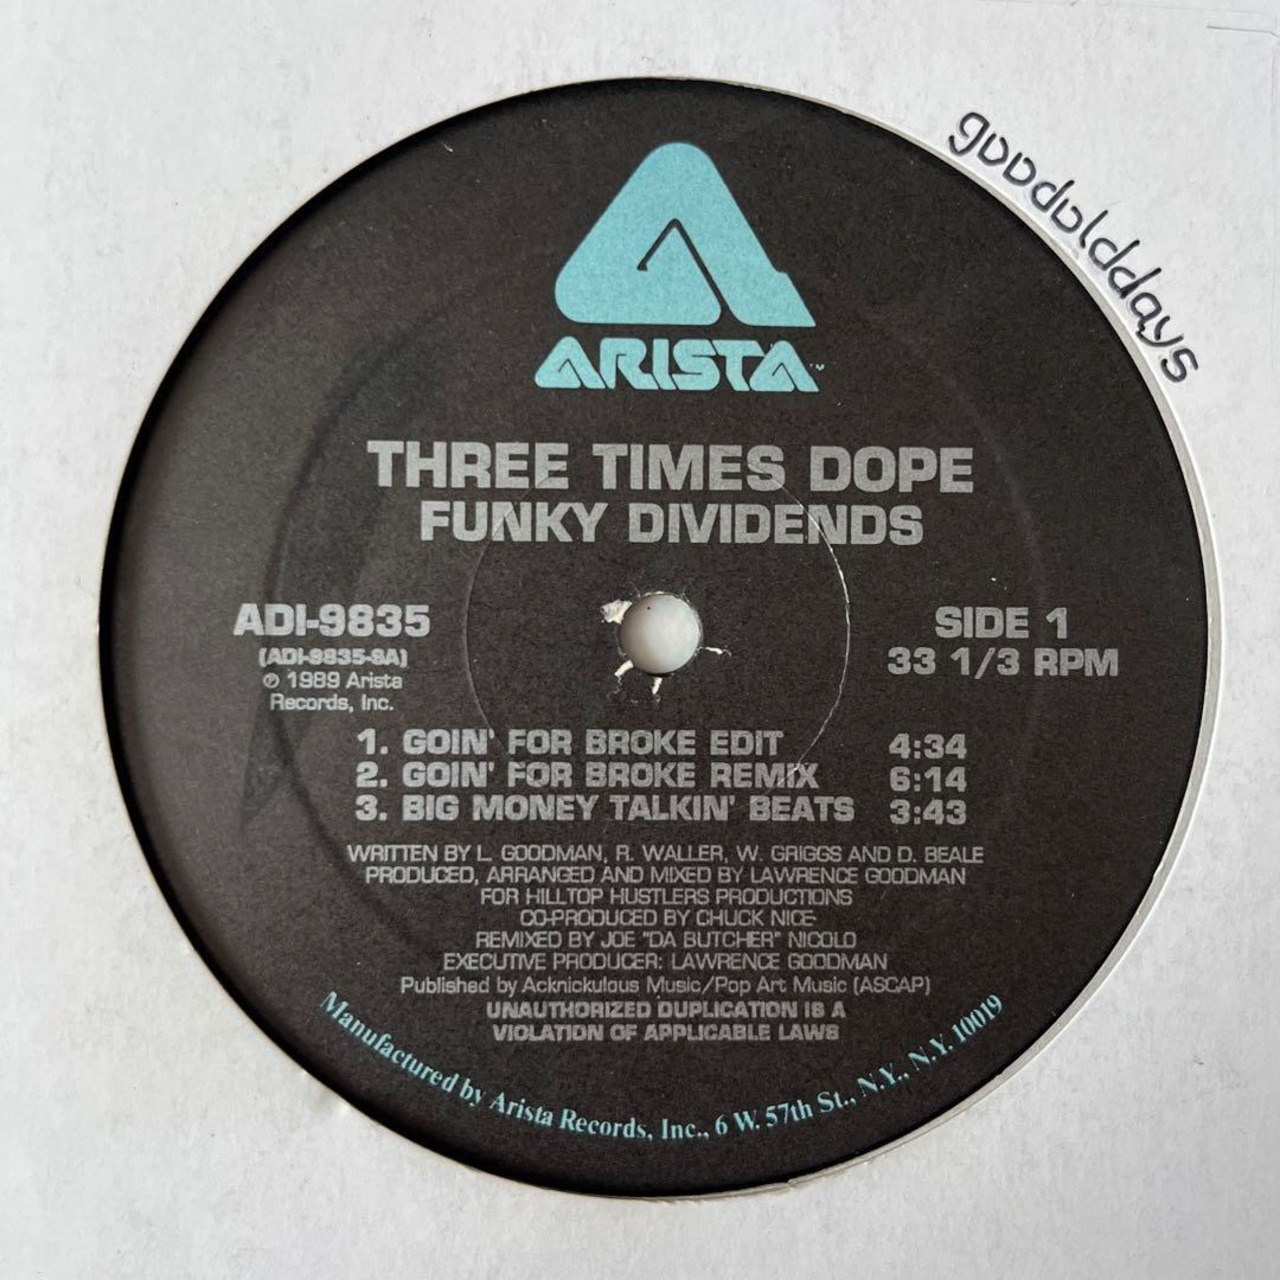 gooddolddays
ARISTA™
THREE TIMES DOPE
FUNKY DIVIDENDS
ADI-9835
(ADI-9835-SA)
℗ 1989 Arista
Records, Inc.
SIDE 1
33 1/3 RPM
1. GOIN' FOR BROKE EDIT 4:34
2. GOIN' FOR BROKE REMIX 6:14
3. BIG MONEY TALKIN' BEATS 3:43
WRITTEN BY L. GOODMAN, R. WALLER, W. GRIGGS AND D. BEALE
PRODUCED, ARRANGED AND MIXED BY LAWRENCE GOODMAN
FOR HILLTOP HUSTLERS PRODUCTIONS
CO-PRODUCED BY CHUCK NICE
REMIXED BY JOE "DA BUTCHER" NICOLO
EXECUTIVE PRODUCER: LAWRENCE GOODMAN
Published by Acknickulous Music/Pop Art Music (ASCAP)
UNAUTHORIZED DUPLICATION IS A
VIOLATION OF APPLICABLE LAWS
Manufactured by Arista Records, Inc., 6 W. 57th St., N.Y., N.Y. 10019